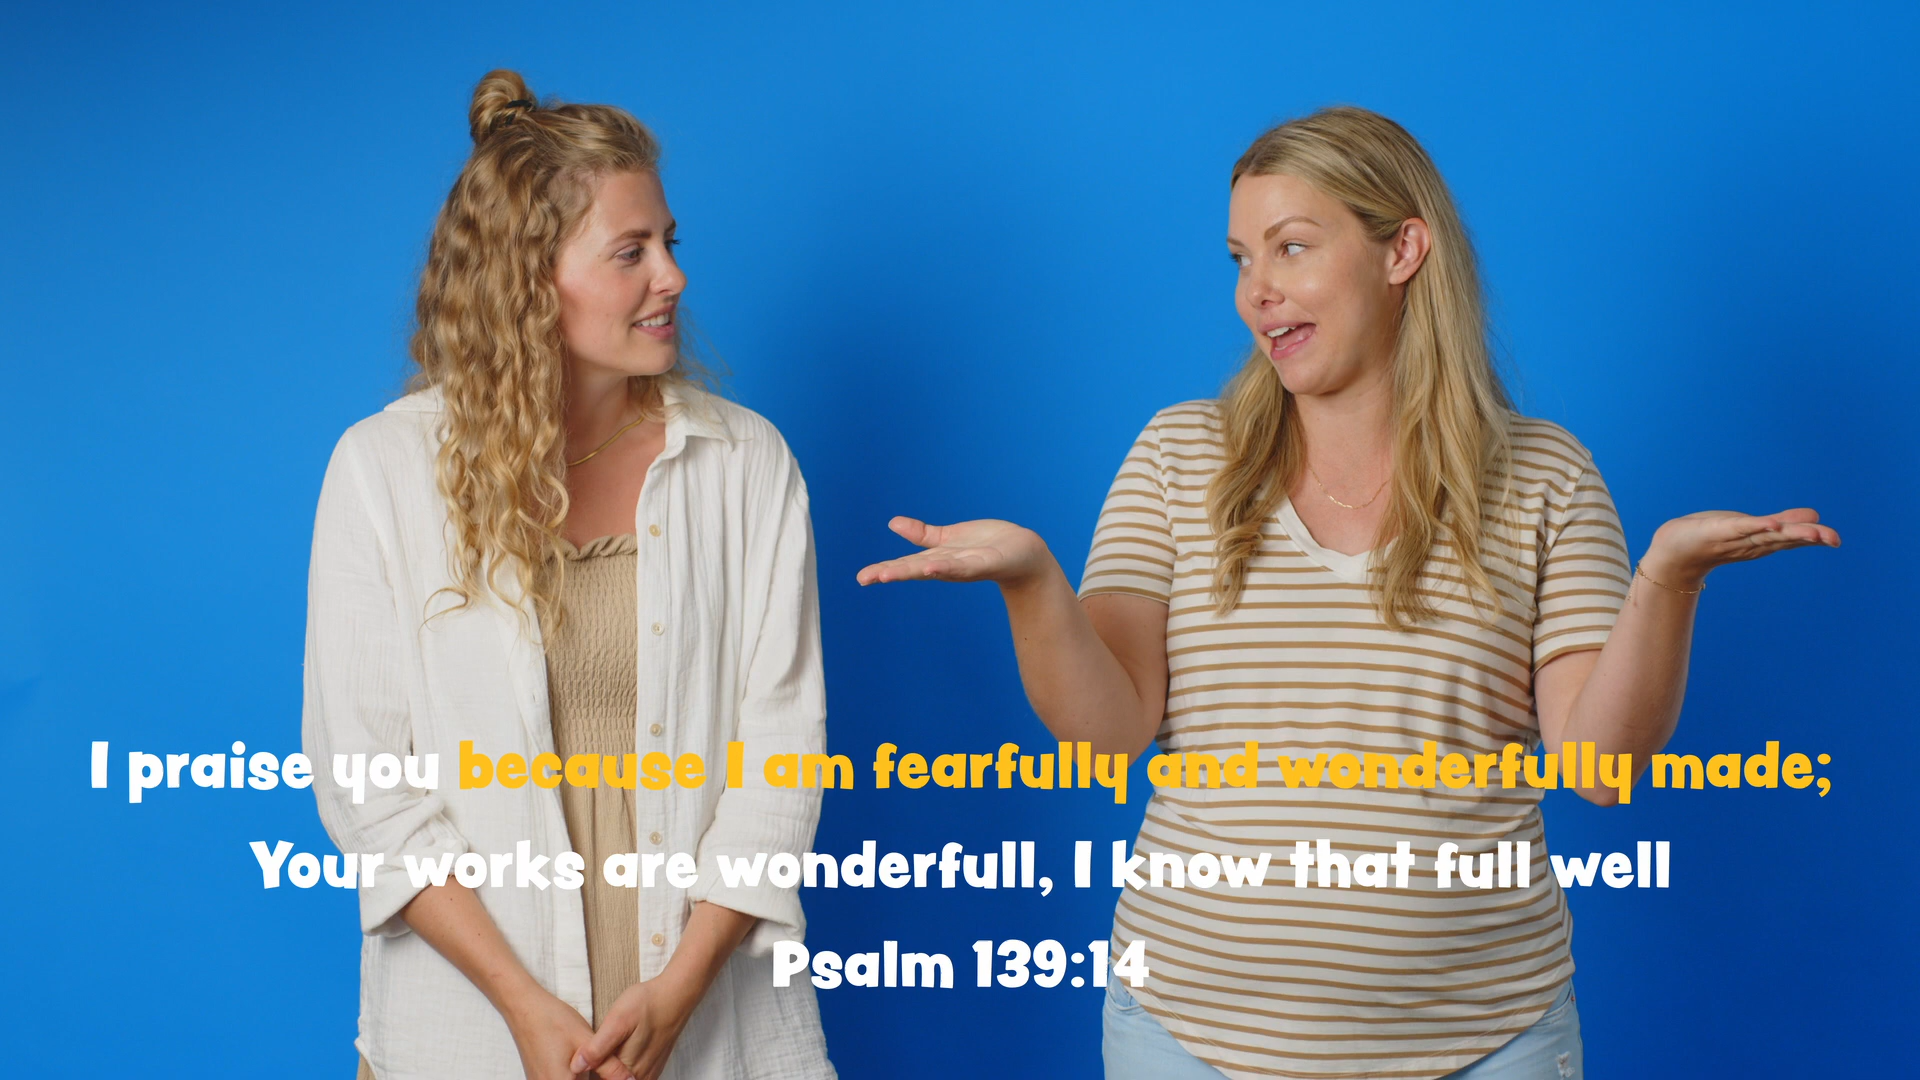 I praise you because I am fearfully and wonderfully made;
Your works are wonderfull, I know that full well
Psalm 139:14